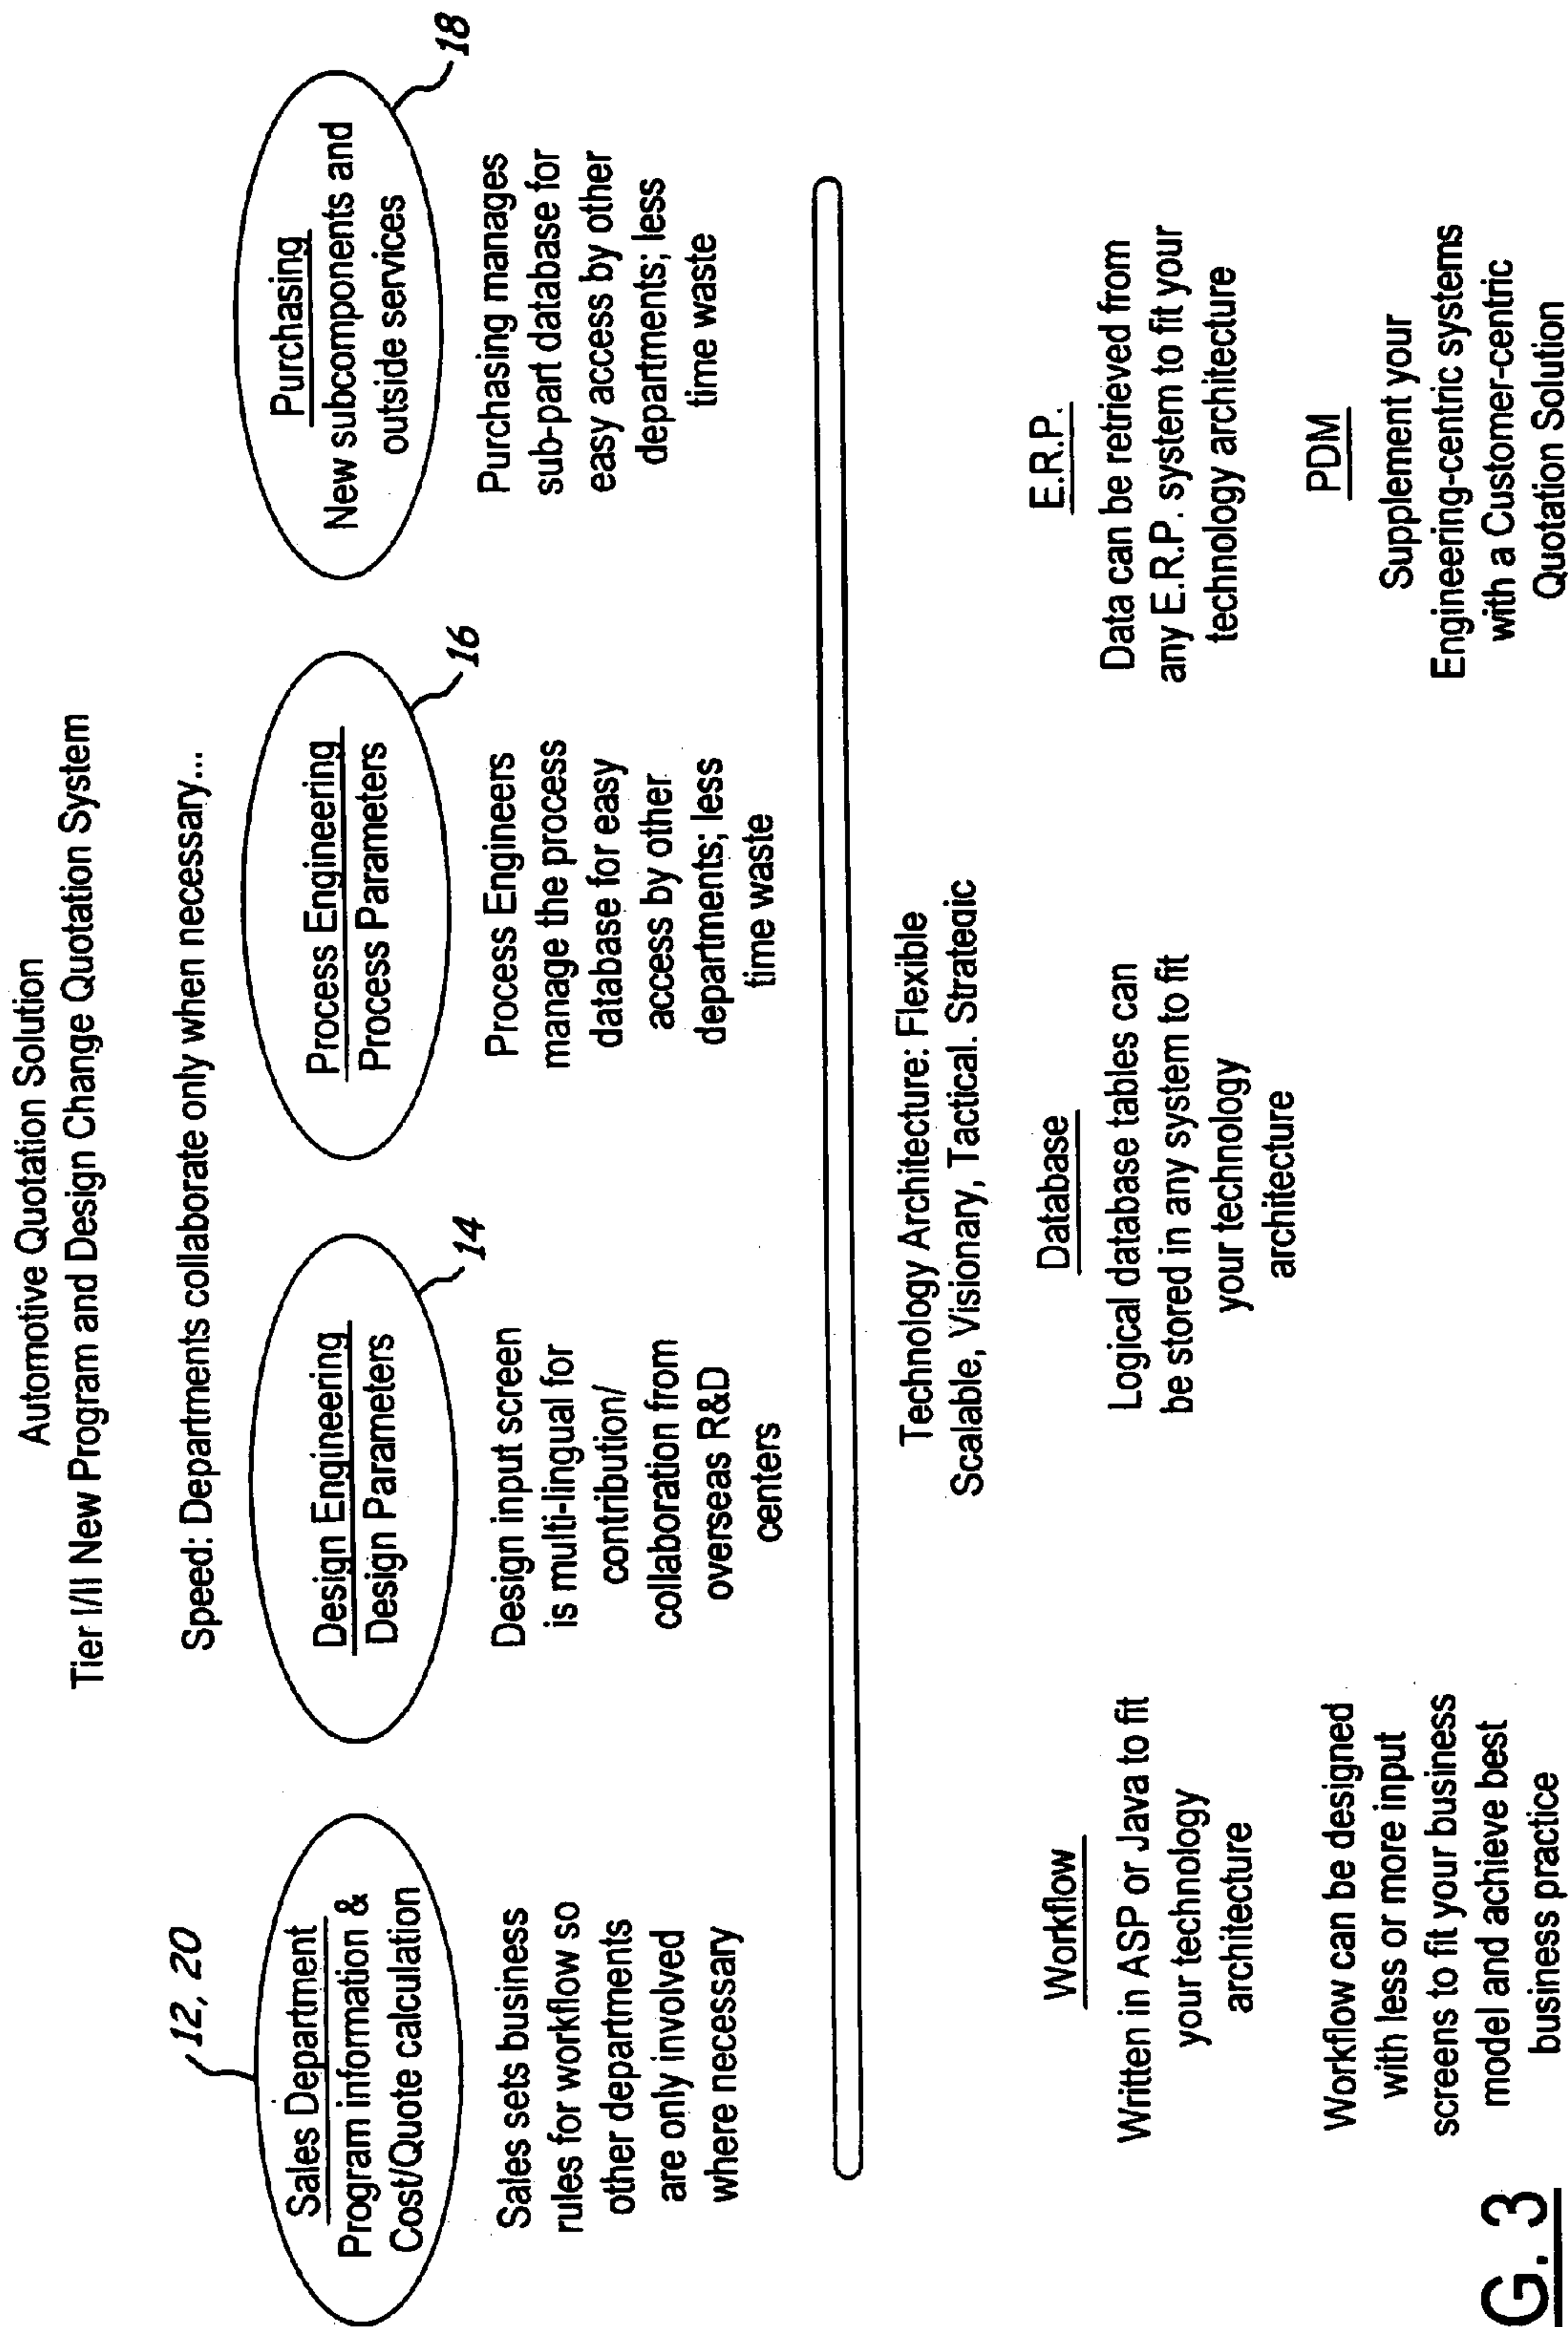 Automotive Quotation Solution
Tier I/II New Program and Design Change Quotation System
Speed: Departments collaborate only when necessary...
12, 20
Sales Department
Program information &
Cost/Quote calculation
Sales sets business
rules for workflow so
other departments
are only involved
where necessary
Design Engineering
Design Parameters
14
Design input screen
is multi-lingual for
contribution/
collaboration from
overseas R&D
centers
Process Engineering
Process Parameters
16
Process Engineers
manage the process
database for easy
access by other
departments; less
time waste
Purchasing
New subcomponents and
outside services
18
Purchasing manages
sub-part database for
easy access by other
departments; less
time waste
Technology Architecture: Flexible
Scalable, Visionary, Tactical. Strategic
Workflow
Written in ASP or Java to fit
your technology
architecture
Workflow can be designed
with less or more input
screens to fit your business
model and achieve best
business practice
Database
Logical database tables can
be stored in any system to fit
your technology
architecture
E.R.P.
Data can be retrieved from
any E.R.P. system to fit your
technology architecture
PDM
Supplement your
Engineering-centric systems
with a Customer-centric
Quotation Solution
G. 3